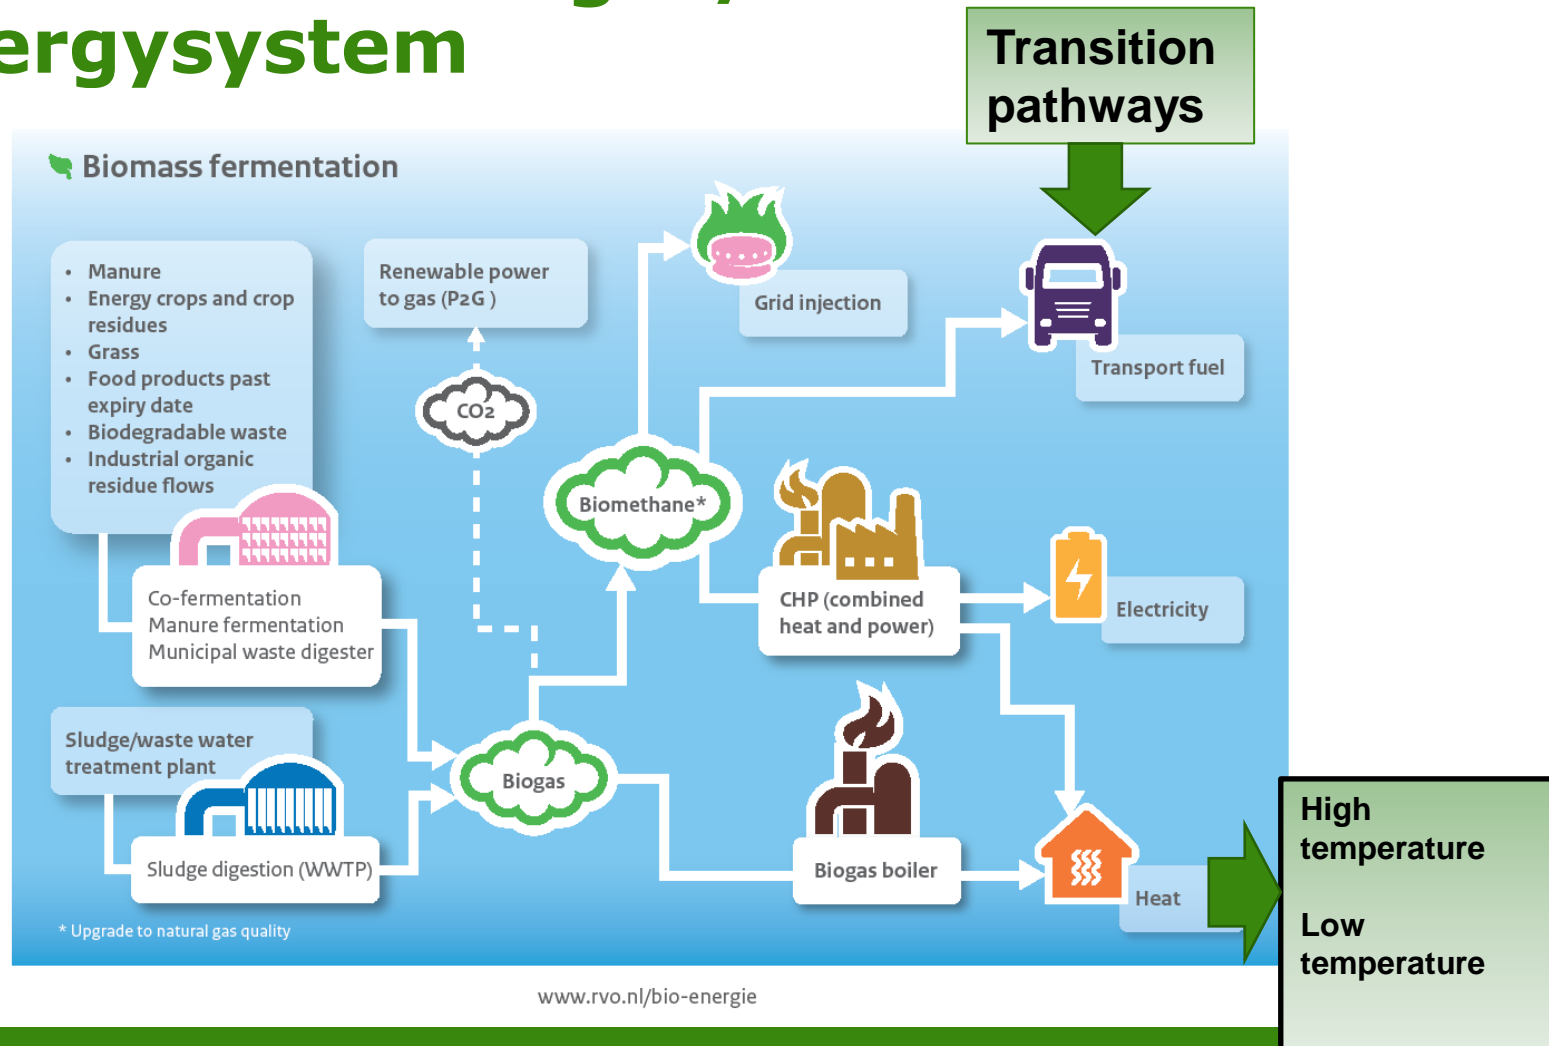 ergysystem
Transition
pathways
Biomass fermentation
• Manure
• Energy crops and crop
residues
• Grass
• Food products past
expiry date
• Biodegradable waste
• Industrial organic
residue flows
Renewable power
to gas (P2G )
CO2
Grid injection
Transport fuel
Biomethane*
Co-fermentation
Manure fermentation
Municipal waste digester
CHP (combined
heat and power)
Electricity
Sludge/waste water
treatment plant
Biogas
Sludge digestion (WWTP)
Biogas boiler
Heat
High
temperature
Low
temperature
* Upgrade to natural gas quality
www.rvo.nl/bio-energie